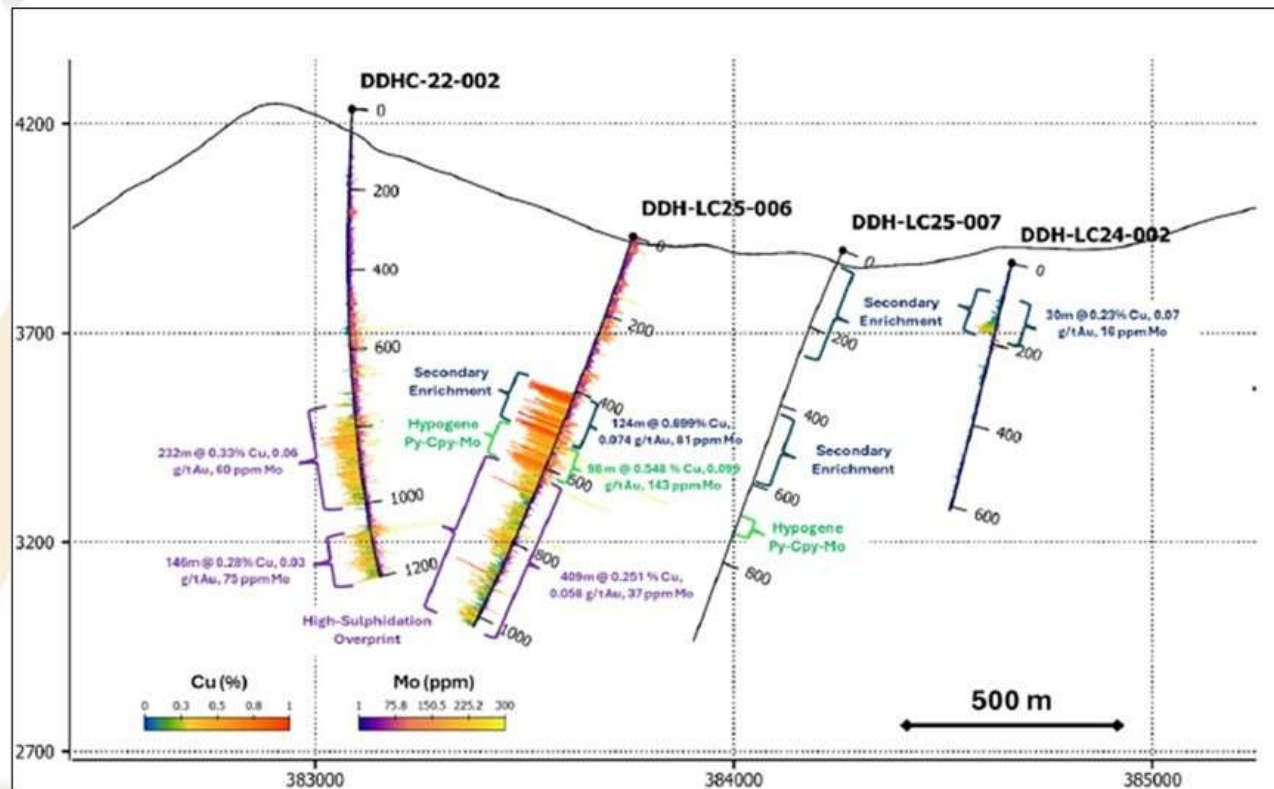 DDHC-22-002
0
4200
200
DDH-LC25-006
DDH-LC25-007
DDH-LC24-002
0
0
0
400
Secondary
Enrichment
30m @ 0.23% Cu, 0.07
g/t Au, 16 ppm Mo
3700
600
200
200
200
Secondary
Enrichment
400
400
400
Hypogene
Py-Cpy-Mo
124m @ 0.699% Cu,
0.074 g/t Au, 81 ppm Mo
232m @ 0.33% Cu, 0.06
g/t Au, 60 ppm Mo
98m @ 0.548 % Cu, 0.099
g/t Au, 143 ppm Mo
Secondary
Enrichment
1000
600
600
Hypogene
Py-Cpy-Mo
3200
146m @ 0.28% Cu, 0.03
g/t Au, 75 ppm Mo
1200
800
800
409m @ 0.251 % Cu,
0.058 g/t Au, 37 ppm Mo
High-Sulphidation
Overprint
1000
Cu (%)
0 0.3 0.5 0.8 1
Mo (ppm)
1 75.8 150.5 225.2 300
500 m
2700
383000
384000
385000